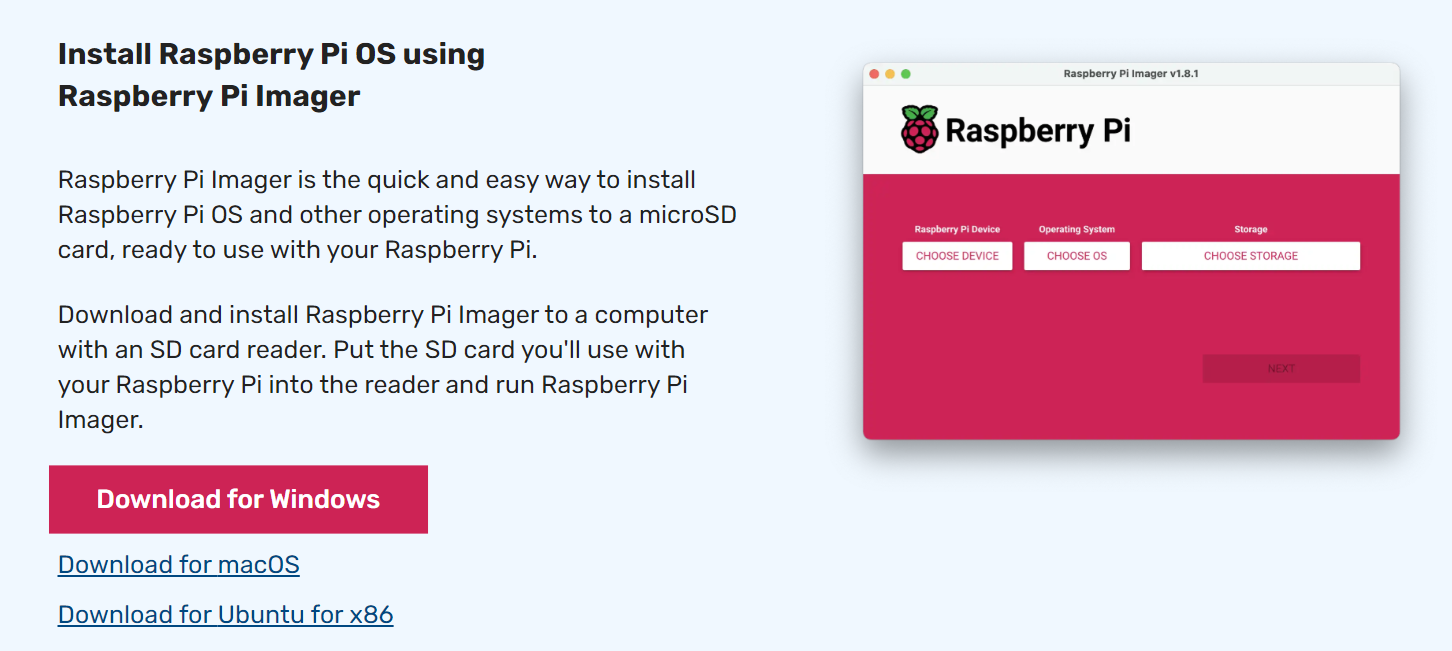 Install Raspberry Pi OS using
Raspberry Pi Imager
Raspberry Pi Imager is the quick and easy way to install
Raspberry Pi OS and other operating systems to a microSD
card, ready to use with your Raspberry Pi.
Download and install Raspberry Pi Imager to a computer
with an SD card reader. Put the SD card you'll use with
your Raspberry Pi into the reader and run Raspberry Pi
Imager.
Download for Windows
Download for macOS
Download for Ubuntu for x86
Raspberry Pi Imager v1.8.1
Raspberry Pi
Raspberry Pi Device Operating System Storage
CHOOSE DEVICE CHOOSE OS CHOOSE STORAGE
NEXT